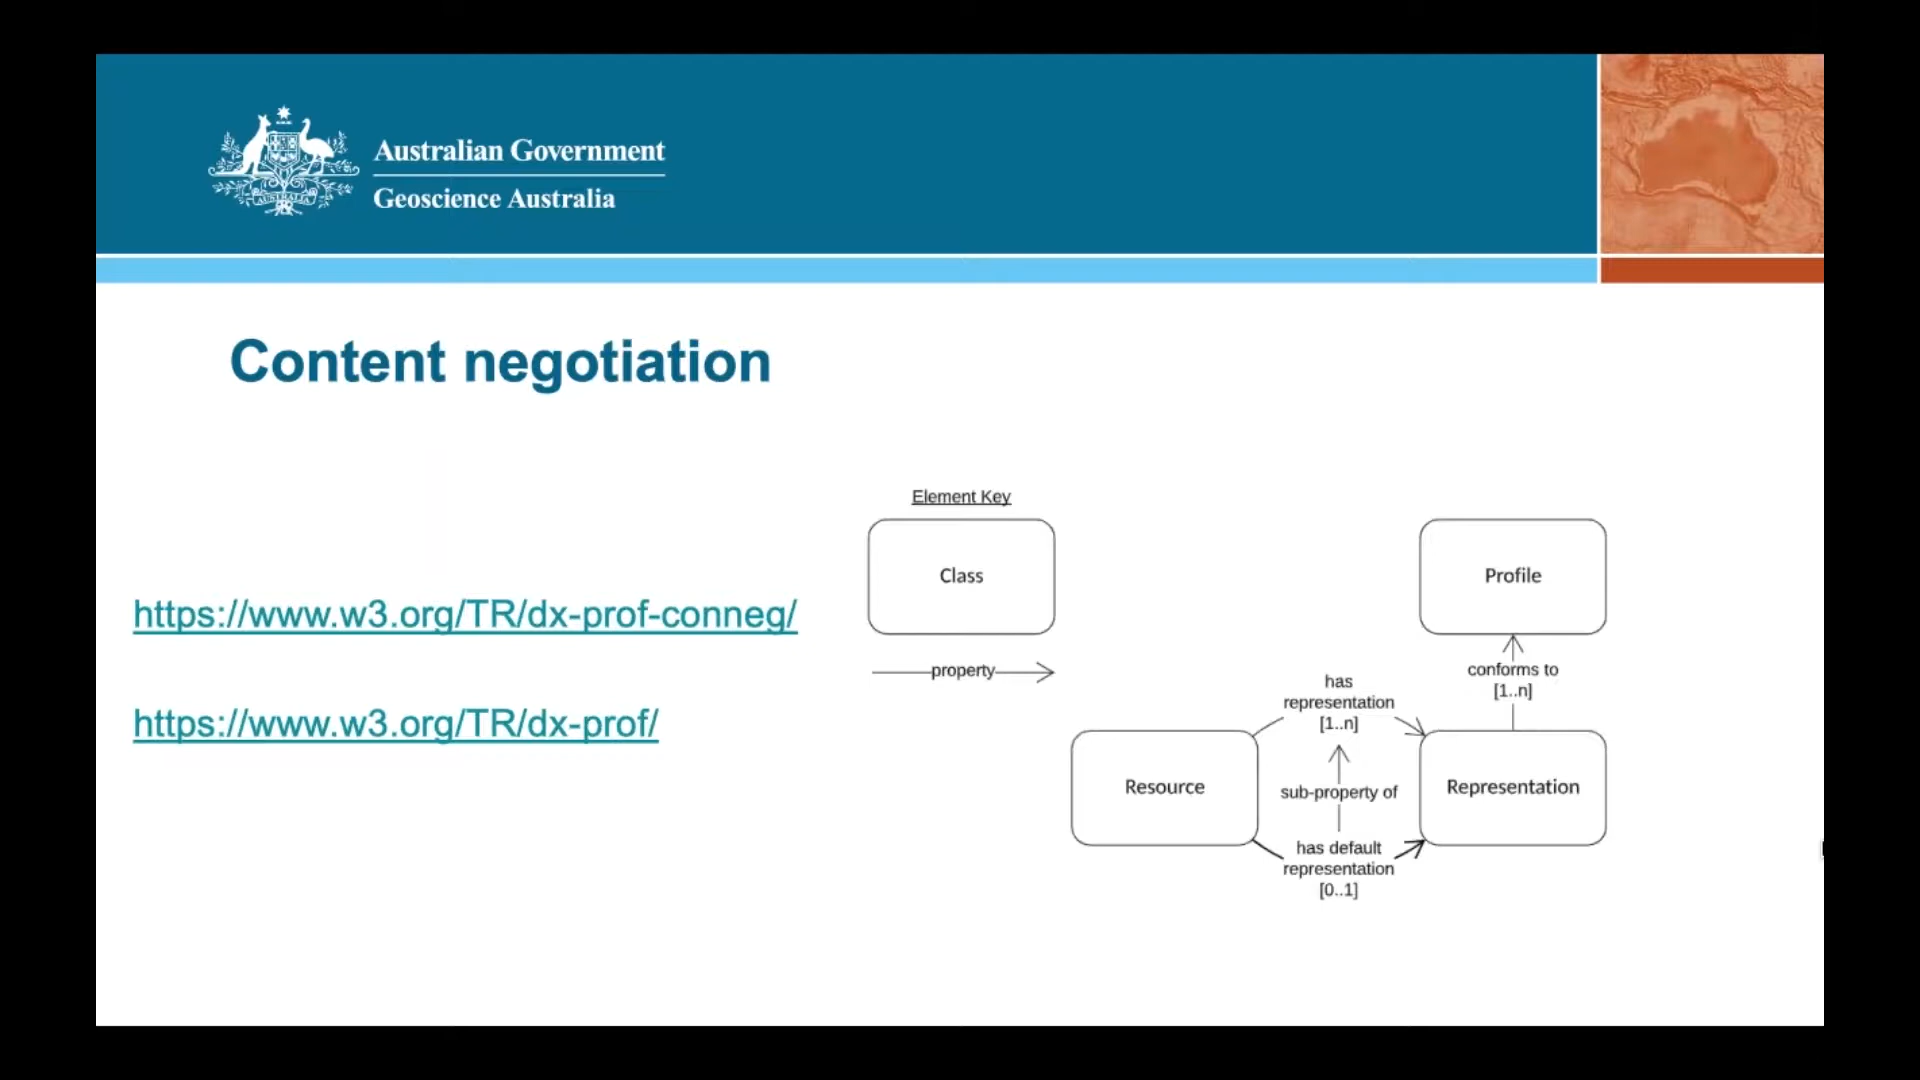 Australian Government
Geoscience Australia
AUSTRALIA
Content negotiation
https://www.w3.org/TR/dx-prof-conneg/
https://www.w3.org/TR/dx-prof/
Element Key
Class
property
Profile
conforms to
[1..n]
has
representation
[1..n]
Resource
sub-property of
Representation
has default
representation
[0..1]